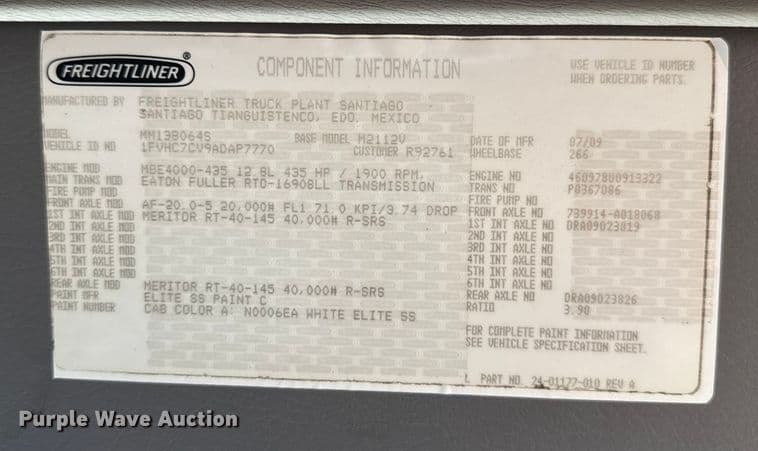 FREIGHTLINER ®
COMPONENT INFORMATION
USE VEHICLE ID NUMBER
WHEN ORDERING PARTS.
MANUFACTURED BY FREIGHTLINER TRUCK PLANT SANTIAGO
SANTIAGO TIANGUISTENCO, EDO. MEXICO
MODEL MM138064S BASE MODEL M2112V DATE OF MFR 07/09
VEHICLE ID NO 1FVHC7CV9ADAP7770 CUSTOMER R92761 WHEELBASE 266
ENGINE MOD MBE4000-435 12.8L 435 HP / 1900 RPM, ENGINE NO 460978U0913322
MAIN TRANS MOD EATON FULLER RTO-16908LL TRANSMISSION TRANS NO P0367086
FIRE PUMP MOD FIRE PUMP NO
FRONT AXLE MOD AF-20.0-5 20,000# FL1 71.0 KPI/3.74 DROP FRONT AXLE NO 739914-A018068
1ST INT AXLE MOD MERITOR RT-40-145 40,000# R-SRS 1ST INT AXLE NO DRA09023819
2ND INT AXLE MOD 2ND INT AXLE NO
3RD INT AXLE MOD 3RD INT AXLE NO
4TH INT AXLE MOD 4TH INT AXLE NO
5TH INT AXLE MOD 5TH INT AXLE NO
6TH INT AXLE MOD 6TH INT AXLE NO
REAR AXLE MOD MERITOR RT-40-145 40,000# R-SRS REAR AXLE NO DRA09023826
PAINT MFR ELITE SS PAINT C RATIO 3.90
PAINT NUMBER CAB COLOR A: N0006EA WHITE ELITE SS
FOR COMPLETE PAINT INFORMATION
SEE VEHICLE SPECIFICATION SHEET.
PART NO. 24-01177-010 REV A
Purple Wave Auction